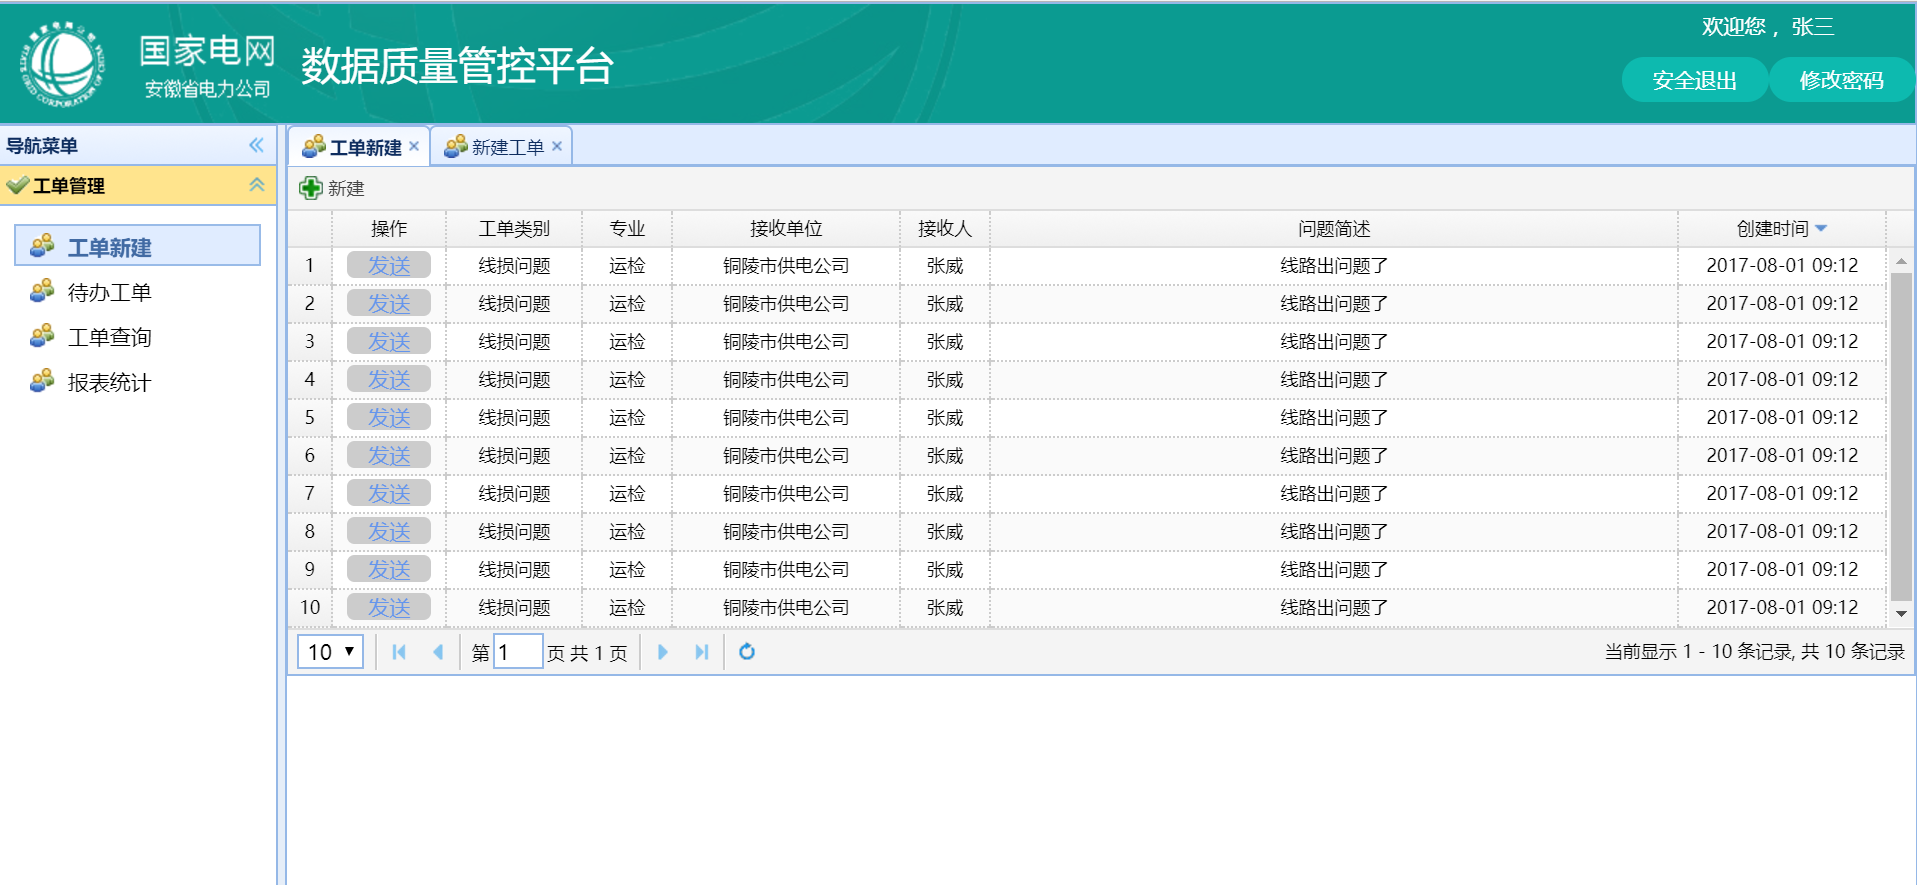 欢迎您，张三
国家电网
安徽省电力公司
数据质量管控平台
安全退出 修改密码
导航菜单
工单管理
工单新建
待办工单
工单查询
报表统计
工单新建 新建工单
新建
操作 工单类别 专业 接收单位 接收人 问题简述 创建时间
1 发送 线损问题 运检 铜陵市供电公司 张威 线路出问题了 2017-08-01 09:12
2 发送 线损问题 运检 铜陵市供电公司 张威 线路出问题了 2017-08-01 09:12
3 发送 线损问题 运检 铜陵市供电公司 张威 线路出问题了 2017-08-01 09:12
4 发送 线损问题 运检 铜陵市供电公司 张威 线路出问题了 2017-08-01 09:12
5 发送 线损问题 运检 铜陵市供电公司 张威 线路出问题了 2017-08-01 09:12
6 发送 线损问题 运检 铜陵市供电公司 张威 线路出问题了 2017-08-01 09:12
7 发送 线损问题 运检 铜陵市供电公司 张威 线路出问题了 2017-08-01 09:12
8 发送 线损问题 运检 铜陵市供电公司 张威 线路出问题了 2017-08-01 09:12
9 发送 线损问题 运检 铜陵市供电公司 张威 线路出问题了 2017-08-01 09:12
10 发送 线损问题 运检 铜陵市供电公司 张威 线路出问题了 2017-08-01 09:12
10 第 1 页 共 1 页 当前显示 1 - 10 条记录, 共 10 条记录